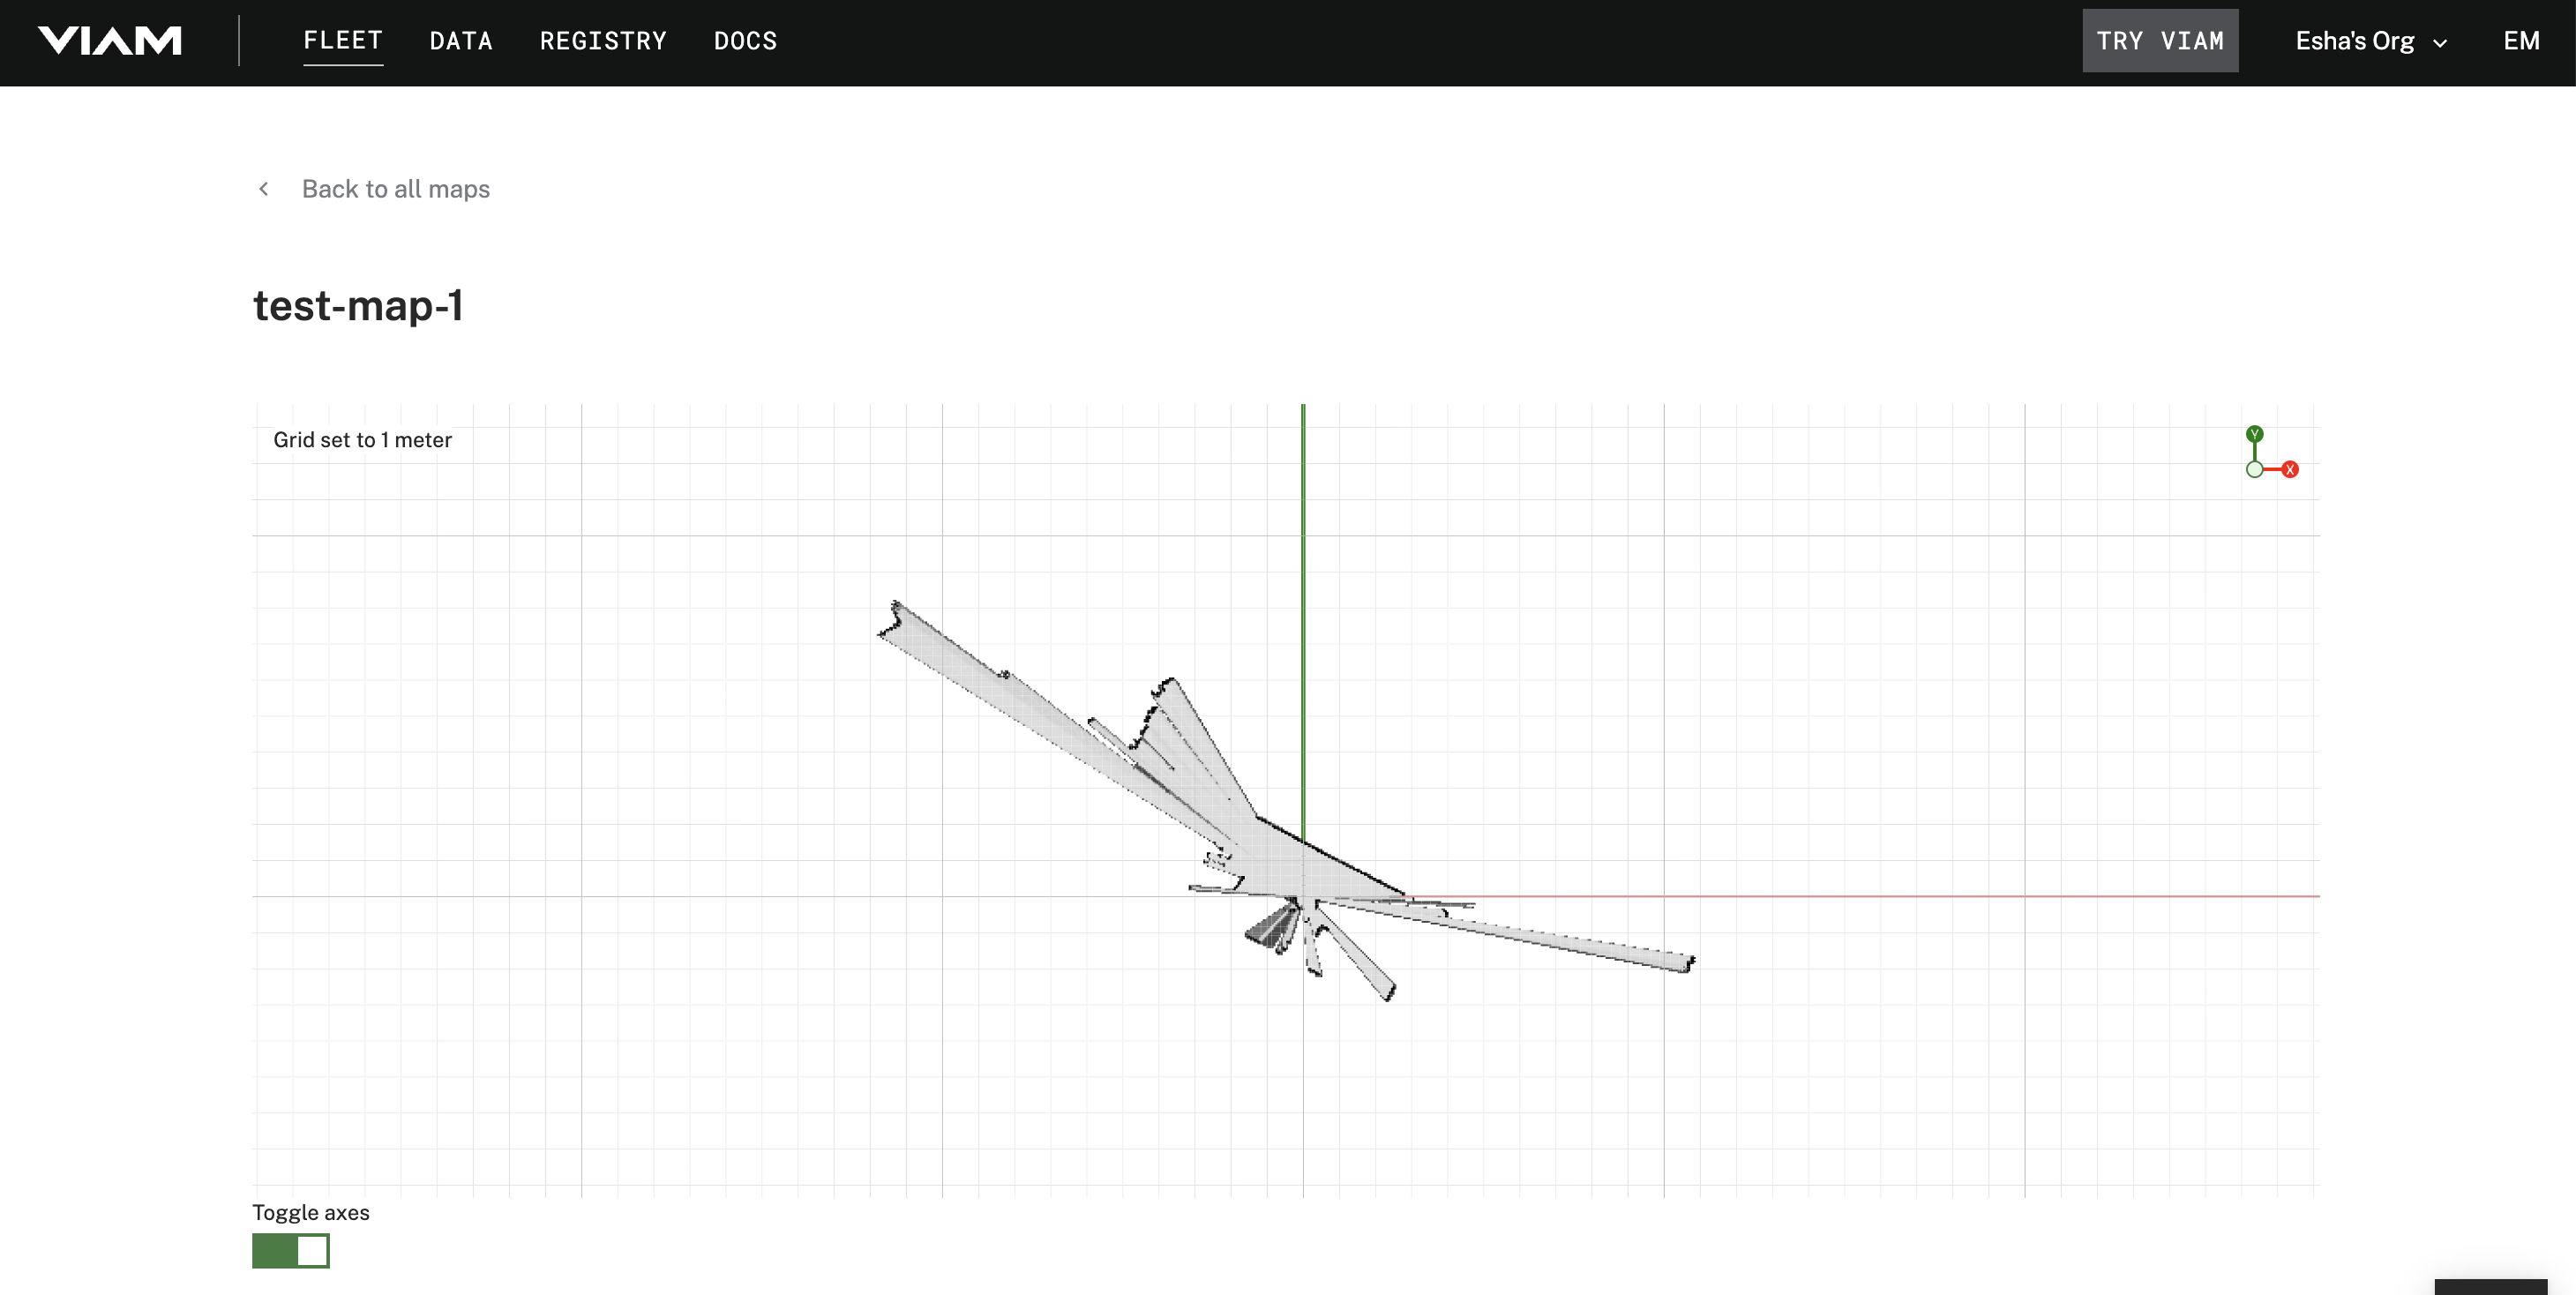 VIAM FLEET DATA REGISTRY DOCS TRY VIAM Esha's Org EM
Back to all maps
test-map-1
Grid set to 1 meter
Y
X
Toggle axes